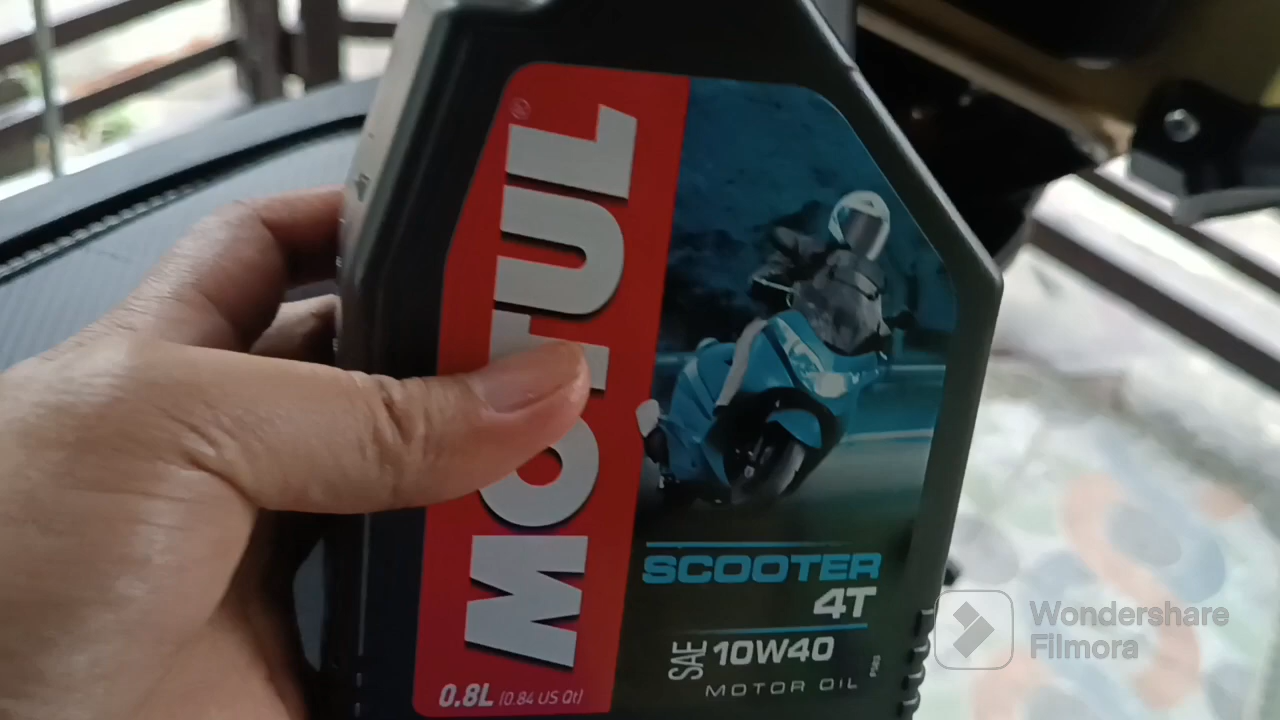 MOTUL®
SCOOTER
4T
SAE 10W40
MOTOR OIL
0.8L (0.84 US Qt)
Wondershare
Filmora